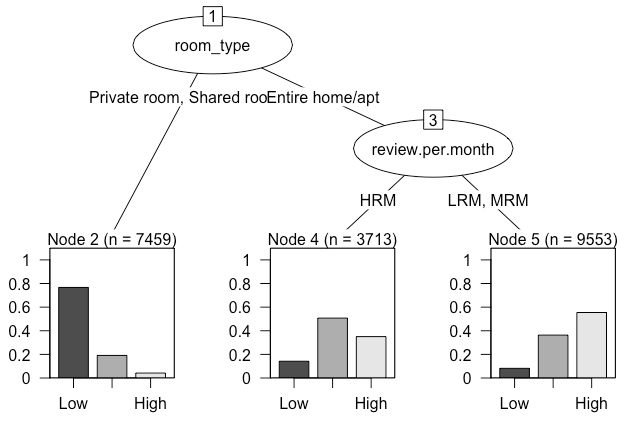 1
room_type
Private room, Shared roo
Entire home/apt
3
review.per.month
HRM
LRM, MRM
Node 2 (n = 7459)
1
0.8
0.6
0.4
0.2
0
Low
High
Node 4 (n = 3713)
1
0.8
0.6
0.4
0.2
0
Low
High
Node 5 (n = 9553)
1
0.8
0.6
0.4
0.2
0
Low
High